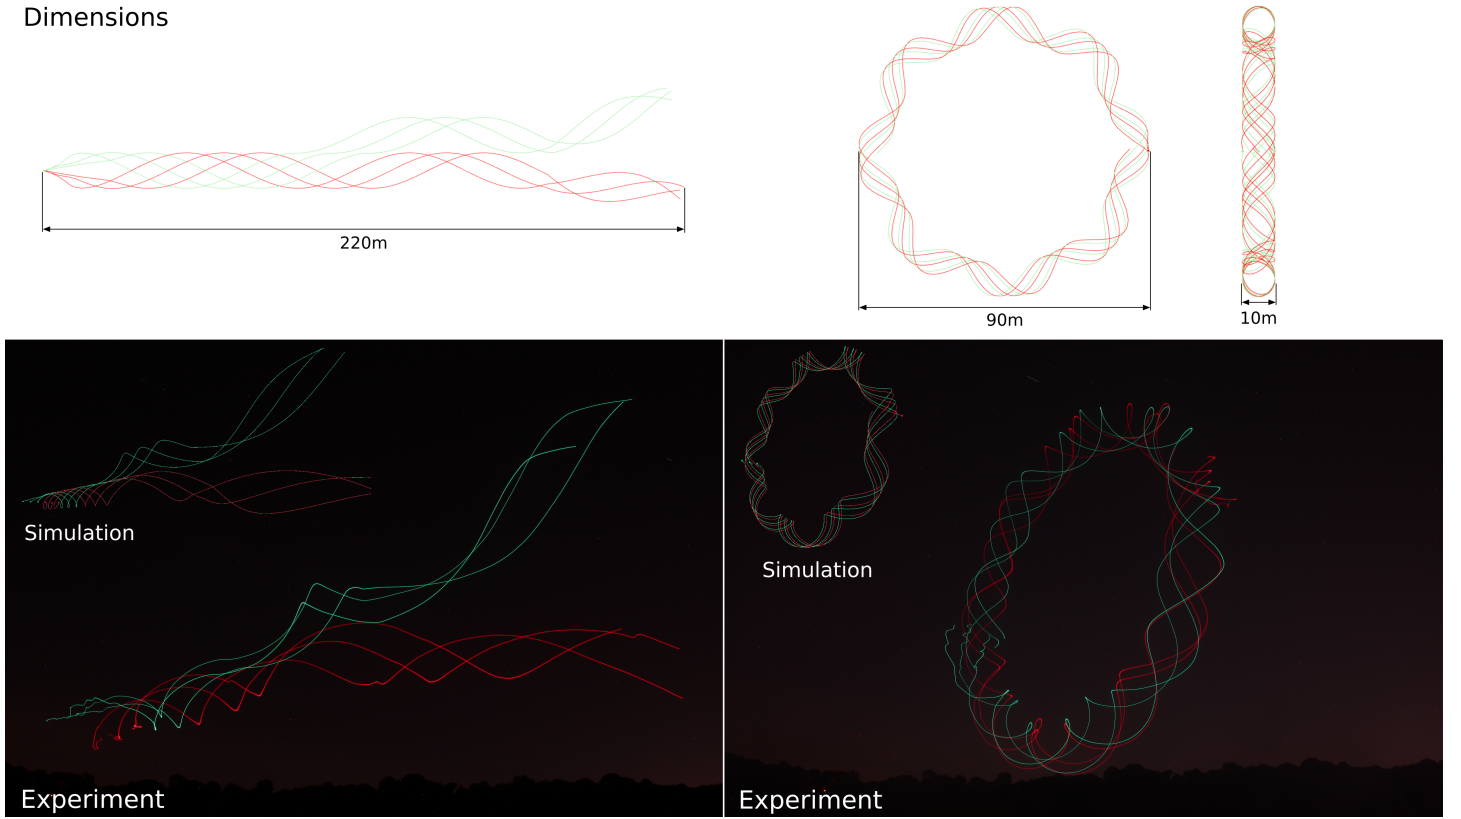 Dimensions
220m
90m
10m
Simulation
Experiment
Simulation
Experiment